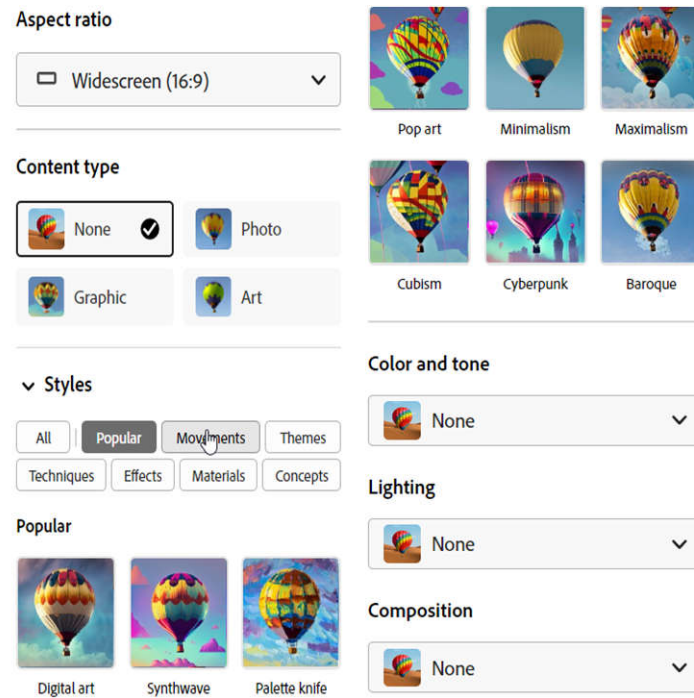 Aspect ratio
Widescreen (16:9)
Content type
None
Photo
Graphic
Art
Styles
All
Popular
Movements
Themes
Techniques
Effects
Materials
Concepts
Popular
Digital art
Synthwave
Palette knife
Pop art
Minimalism
Maximalism
Cubism
Cyberpunk
Baroque
Color and tone
None
Lighting
None
Composition
None